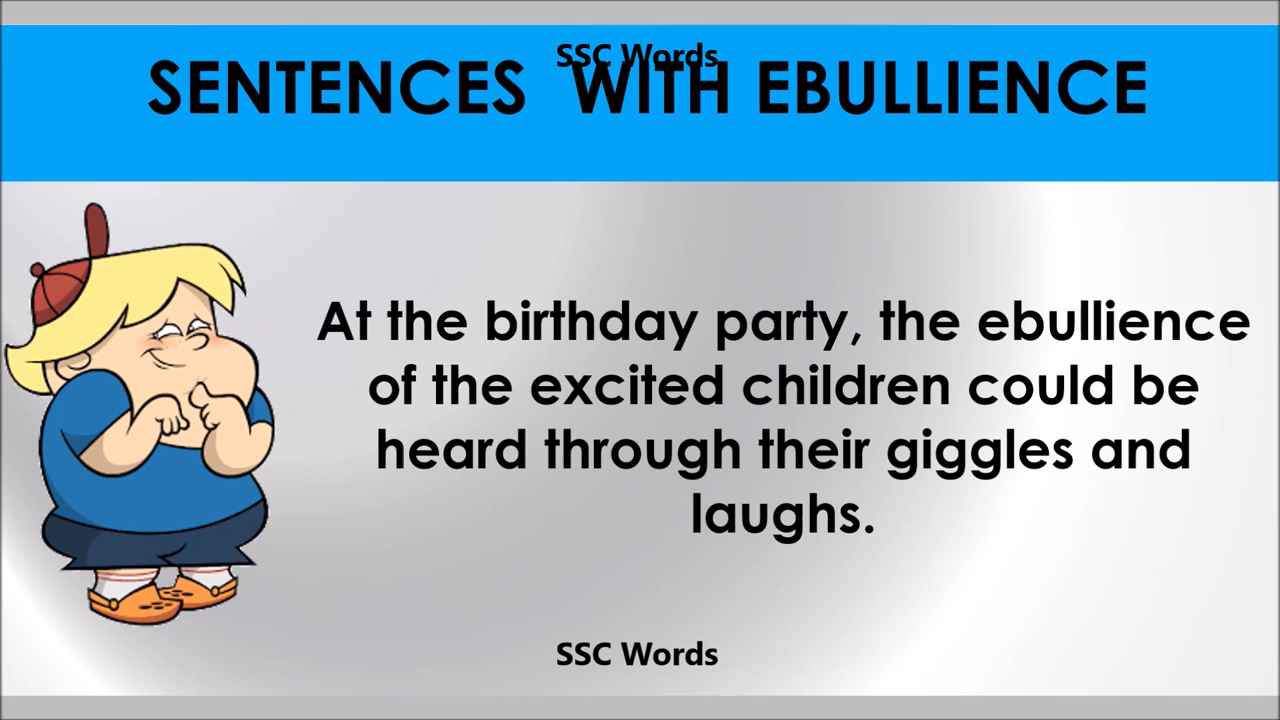 SSC Words
SENTENCES WITH EBULLIENCE
At the birthday party, the ebullience
of the excited children could be
heard through their giggles and
laughs.
SSC Words